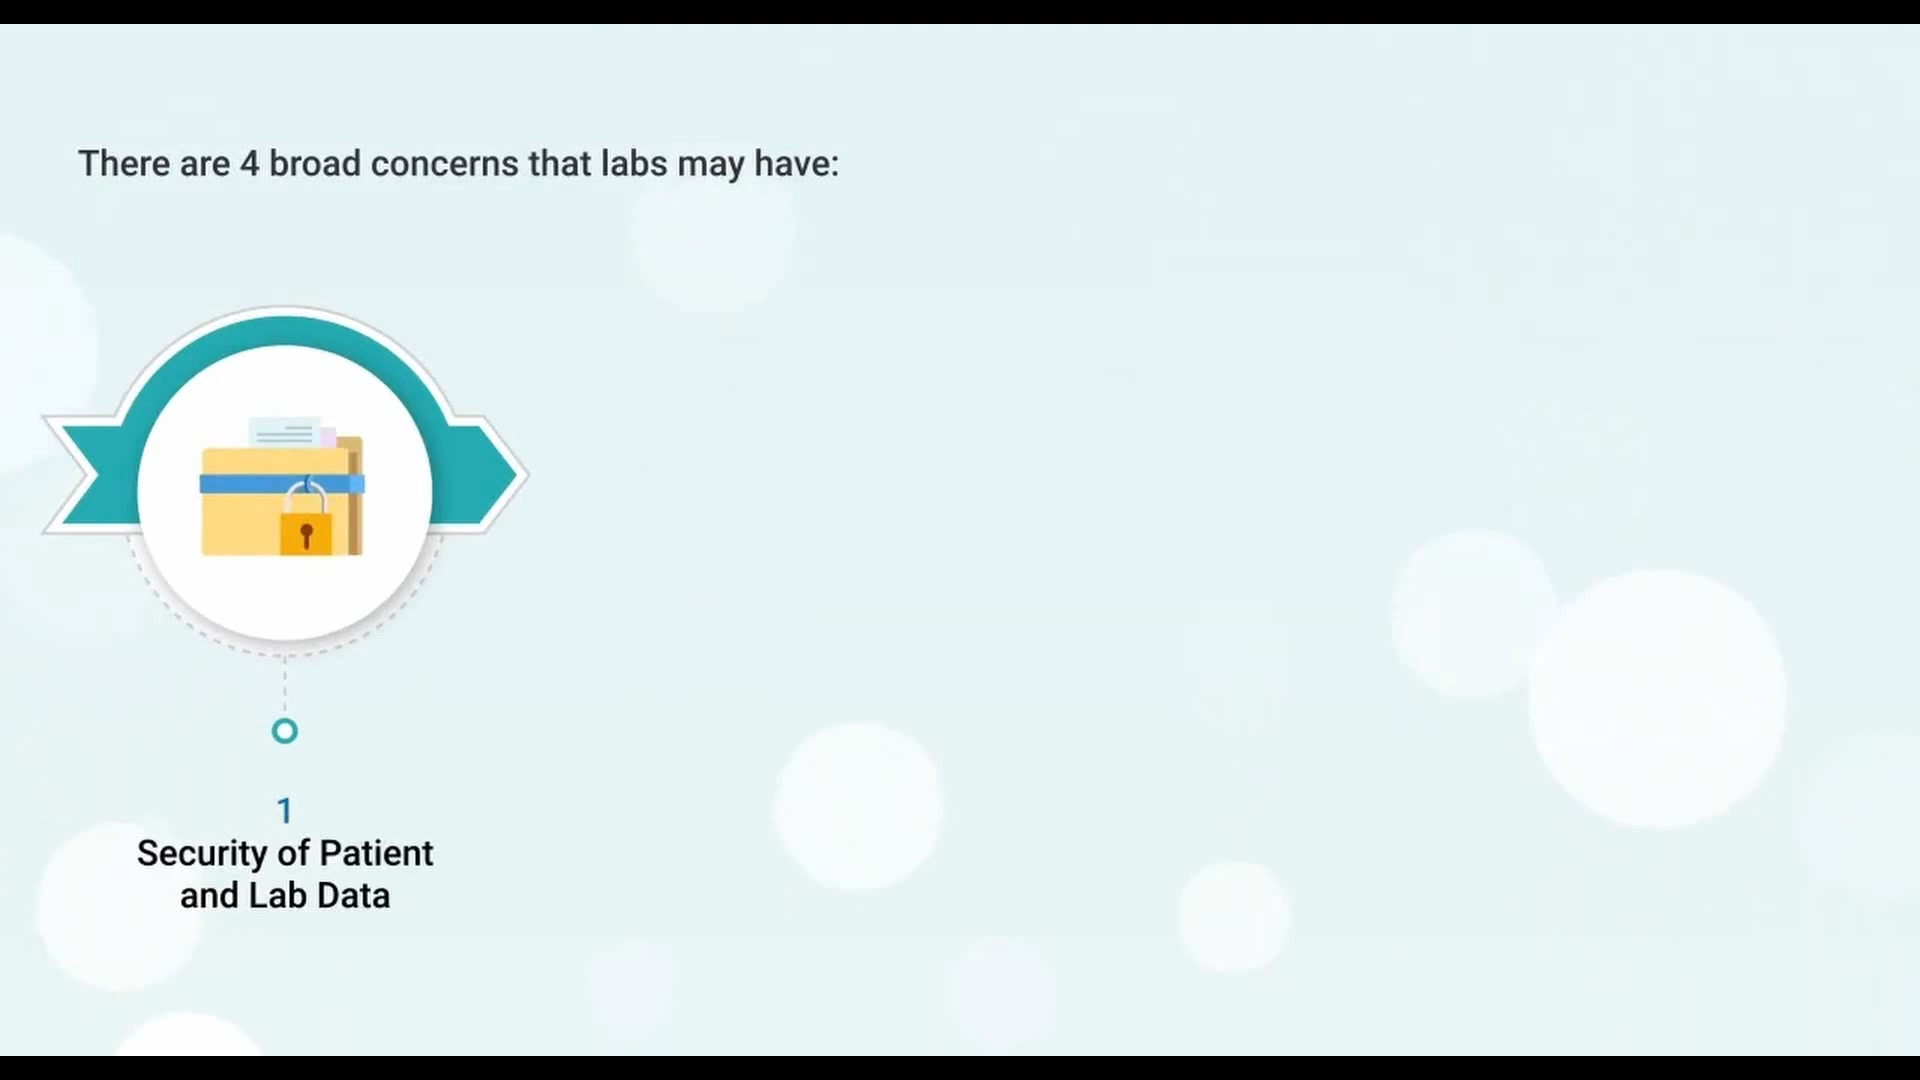 There are 4 broad concerns that labs may have:
1
Security of Patient
and Lab Data